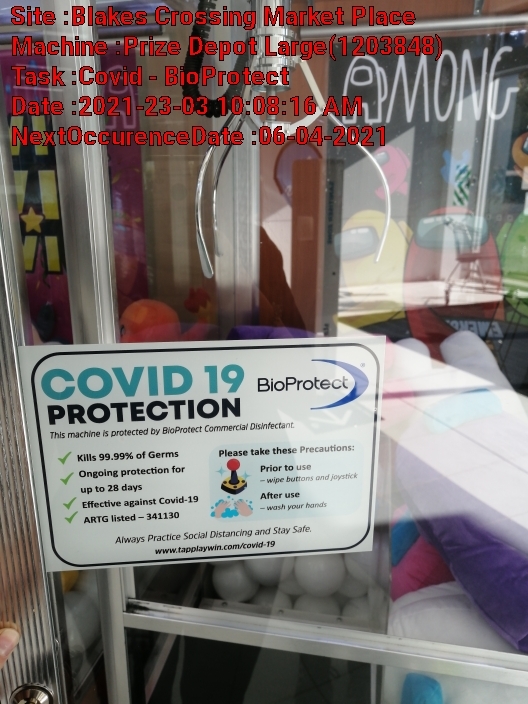 Site :Blakes Crossing Market Place
Machine :Prize Depot Large(1203848)
Task :Covid - BioProtect
Date :2021-23-03 10:08:16 AM
NextOccurenceDate :06-04-2021
AMONG
COVID 19
PROTECTION
BioProtect
This machine is protected by BioProtect Commercial Disinfectant.
Kills 99.99% of Germs
Ongoing protection for
up to 28 days
Effective against Covid-19
ARTG listed – 341130
Please take these Precautions:
Prior to use
– wipe buttons and joystick
After use
– wash your hands
Always Practice Social Distancing and Stay Safe.
www.tapplaywin.com/covid-19